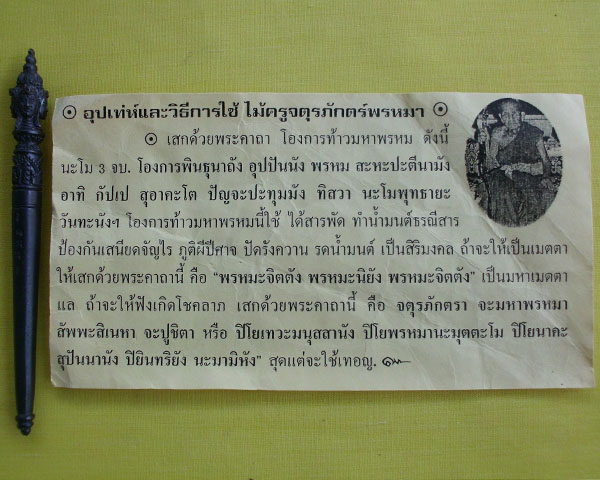 อุปเท่ห์และวิธีการใช้ ไม้ครูจตุรภักตร์พรหมา
เสกด้วยพระคาถา โองการท้าวมหาพรหม ดังนี้
นะโม 3 จบ. โองการพินธุนาถัง อุปปันนัง พรหม สะหะปะตีนามัง
อาทิ กัปเป สุอาคะโต ปัญจะปะทุมมัง ทิสวา นะโมพุทธายะ
วันทะนังฯ โองการท้าวมหาพรหมนี้ใช้ ได้สารพัด ทำน้ำมนต์ธรณีสาร
ป้องกันเสนียดจัญไร ภูติผีปีศาจ ปัดรังควาน รดน้ำมนต์ เป็นสิริมงคล ถ้าจะให้เป็นเมตตา
ให้เสกด้วยพระคาถานี้ คือ "พรหมะจิตตัง พรหมะนิยัง พรหมะจิตตัง" เป็นมหาเมตตา
แล ถ้าจะให้ฟังเกิดโชคลาภ เสกด้วยพระคาถานี้ คือ จตุรภักตรา จะมหาพรหมา
สัพพะสิเนหา จะปูชิตา หรือ ปิโยเทวะมนุสสานัง ปิโยพรหมานะมุตตะโม ปิโยนาคะ
สุปันนานัง ปิยินทริยัง นะมามิหัง" สุดแต่จะใช้เทอญ. ๛